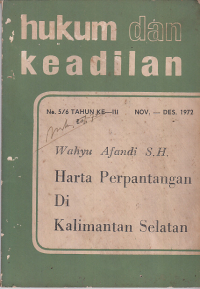 hukum dan
keadilan
No. 5/6 TAHUN KE—III NOV. — DES. 1972
Wahyu Afandi S.H.
Harta Perpantangan
Di
Kalimantan Selatan